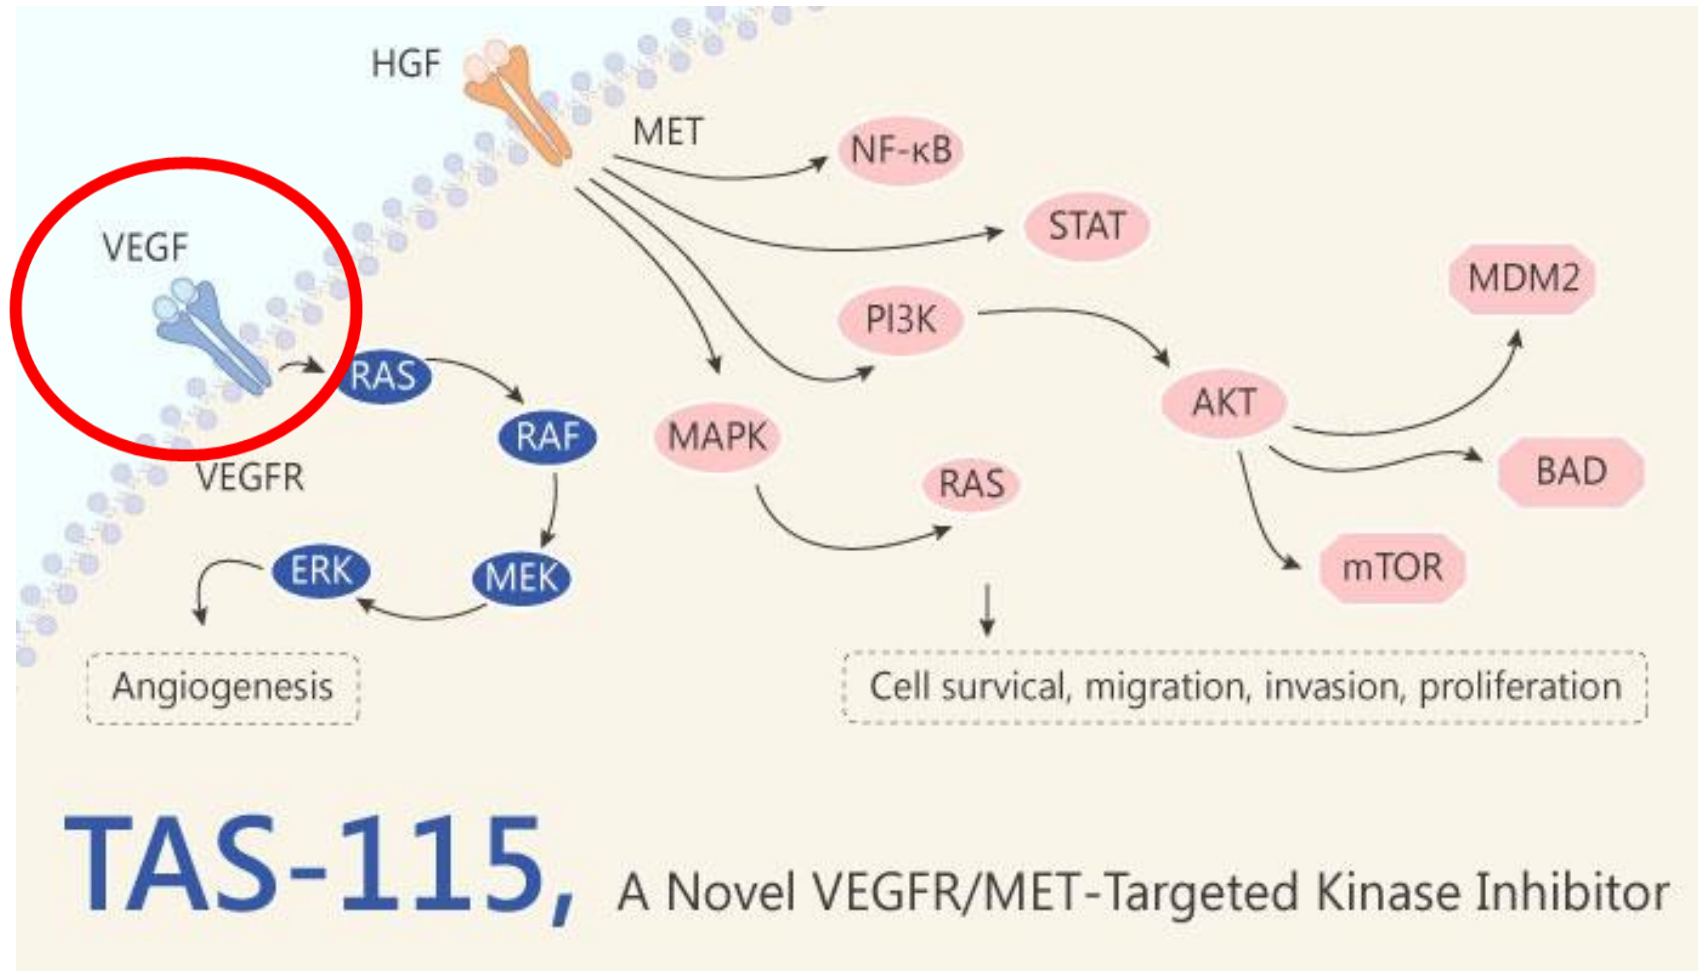 HGF
MET
NF-κB
VEGF
STAT
MDM2
PI3K
RAS
AKT
RAF
MAPK
VEGFR
RAS
BAD
ERK
MEK
mTOR
Angiogenesis
Cell survical, migration, invasion, proliferation
TAS-115, A Novel VEGFR/MET-Targeted Kinase Inhibitor